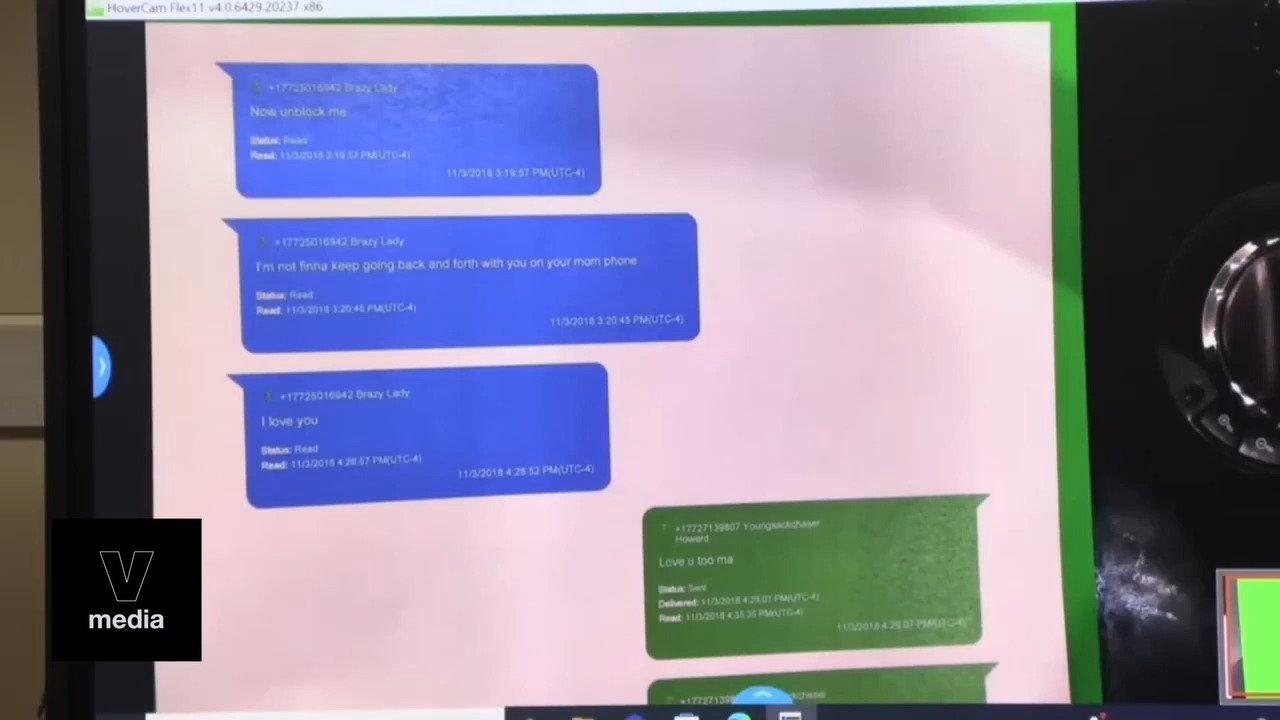 HoverCam Flex11 v4.0.6429.20237 x86
+17725016942 Brazy Lady
Now unblock me
Status: Read
Read: 11/3/2018 3:19:57 PM(UTC-4)
11/3/2018 3:19:57 PM(UTC-4)
+17725016942 Brazy Lady
I'm not finna keep going back and forth with you on your mom phone
Status: Read
Read: 11/3/2018 3:20:46 PM(UTC-4)
11/3/2018 3:20:43 PM(UTC-4)
+17725016942 Brazy Lady
I love you
Status: Read
Read: 11/3/2018 4:28:57 PM(UTC-4)
11/3/2018 4:28:52 PM(UTC-4)
+17727139807 Youngsackchaser
Howard
Love u too ma
Status: Sent
Delivered: 11/3/2018 4:29:07 PM(UTC-4)
Read: 11/3/2018 4:35:35 PM(UTC-4)
11/3/2018 4:29:07 PM(UTC-4)
V
media